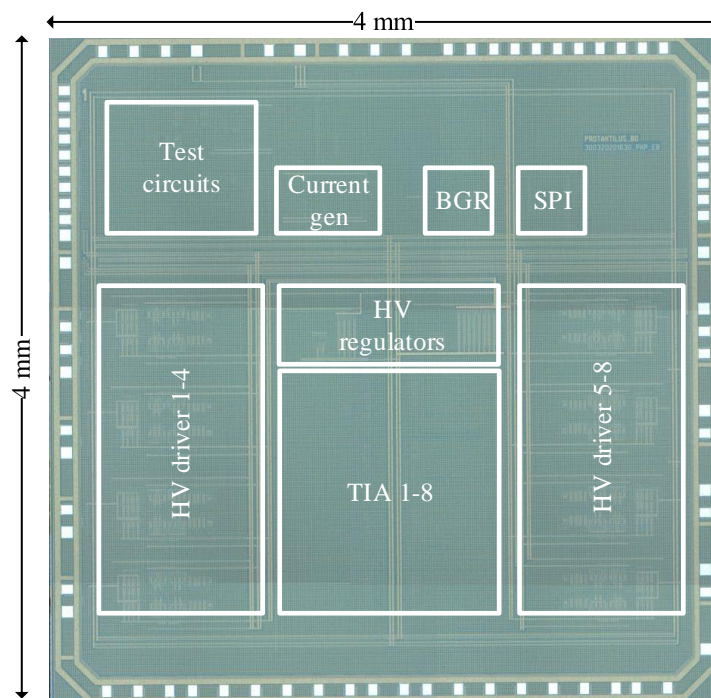 4 mm
4 mm
1
PROTANTILUS_B0
Test
circuits
Current
gen
BGR
SPI
HV
regulators
HV driver 1-4
HV driver 5-8
TIA 1-8